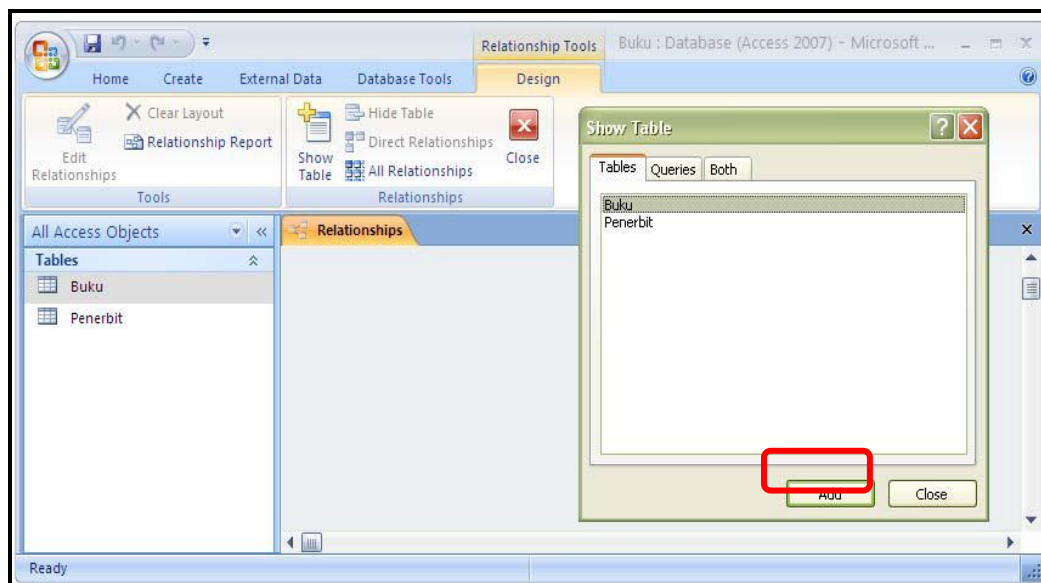 Relationship Tools
Buku : Database (Access 2007) - Microsoft ...
Home Create External Data Database Tools Design
Edit Relationships
Clear Layout
Relationship Report
Tools
Show Table
Hide Table
Direct Relationships
All Relationships
Close
Relationships
Show Table
Tables Queries Both
Buku
Penerbit
Add Close
All Access Objects
Tables
Buku
Penerbit
Relationships
Ready